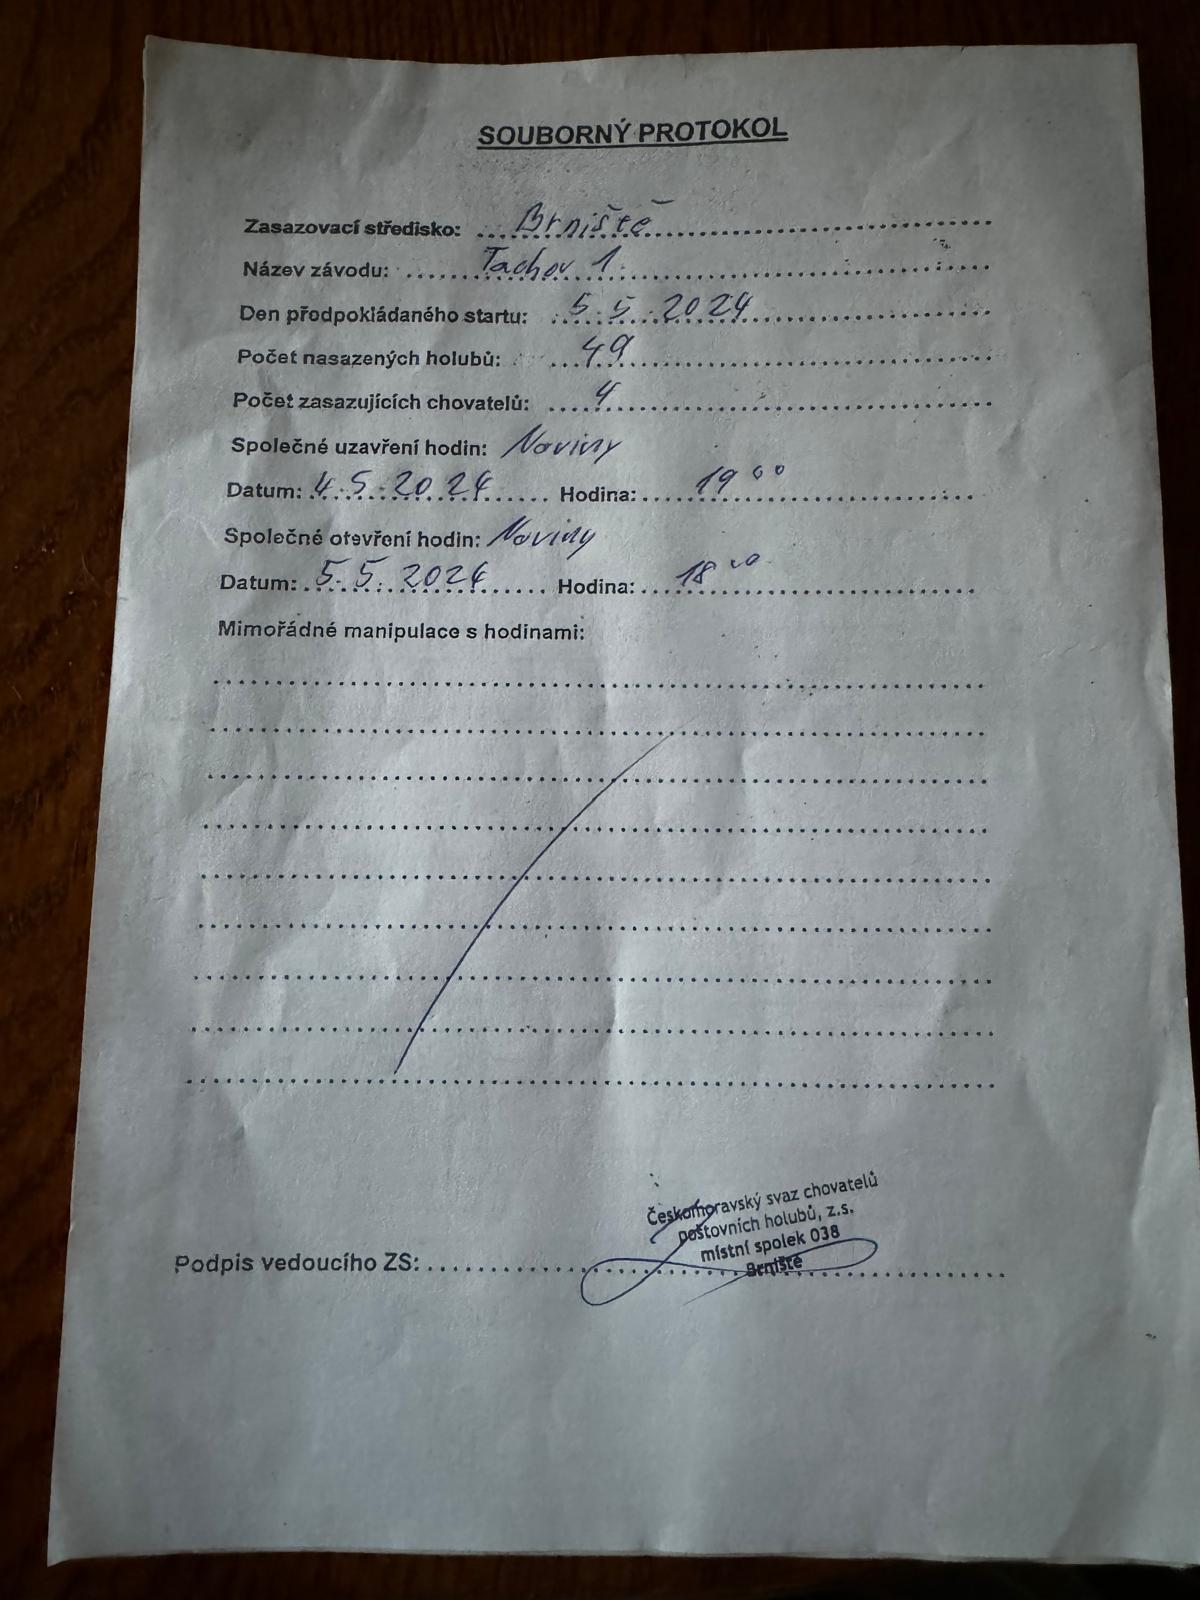 SOUBORNÝ PROTOKOL
Zasazovací středisko: Brniště
Název závodu: Tachov 1
Den předpokládaného startu: 5. 5. 2024
Počet nasazených holubů: 49
Počet zasazujících chovatelů: 4
Společné uzavření hodin: Noviny
Datum: 4. 5. 2024 Hodina: 19 00
Společné otevření hodin: Noviny
Datum: 5. 5. 2024 Hodina: 18 00
Mimořádné manipulace s hodinami:
Českomoravský svaz chovatelů
poštovních holubů, z.s.
místní spolek 038
Brniště
Podpis vedoucího ZS: